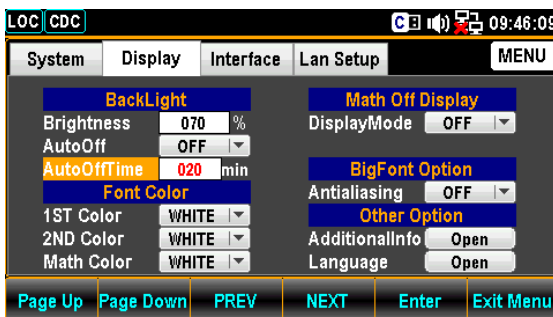 LOC CDC C 09:46:09
System Display Interface Lan Setup MENU
BackLight
Brightness 070 %
AutoOff OFF
AutoOffTime 020 min
Font Color
1ST Color WHITE
2ND Color WHITE
Math Color WHITE
Math Off Display
DisplayMode OFF
BigFont Option
Antialiasing OFF
Other Option
AdditionalInfo Open
Language Open
Page Up Page Down PREV NEXT Enter Exit Menu